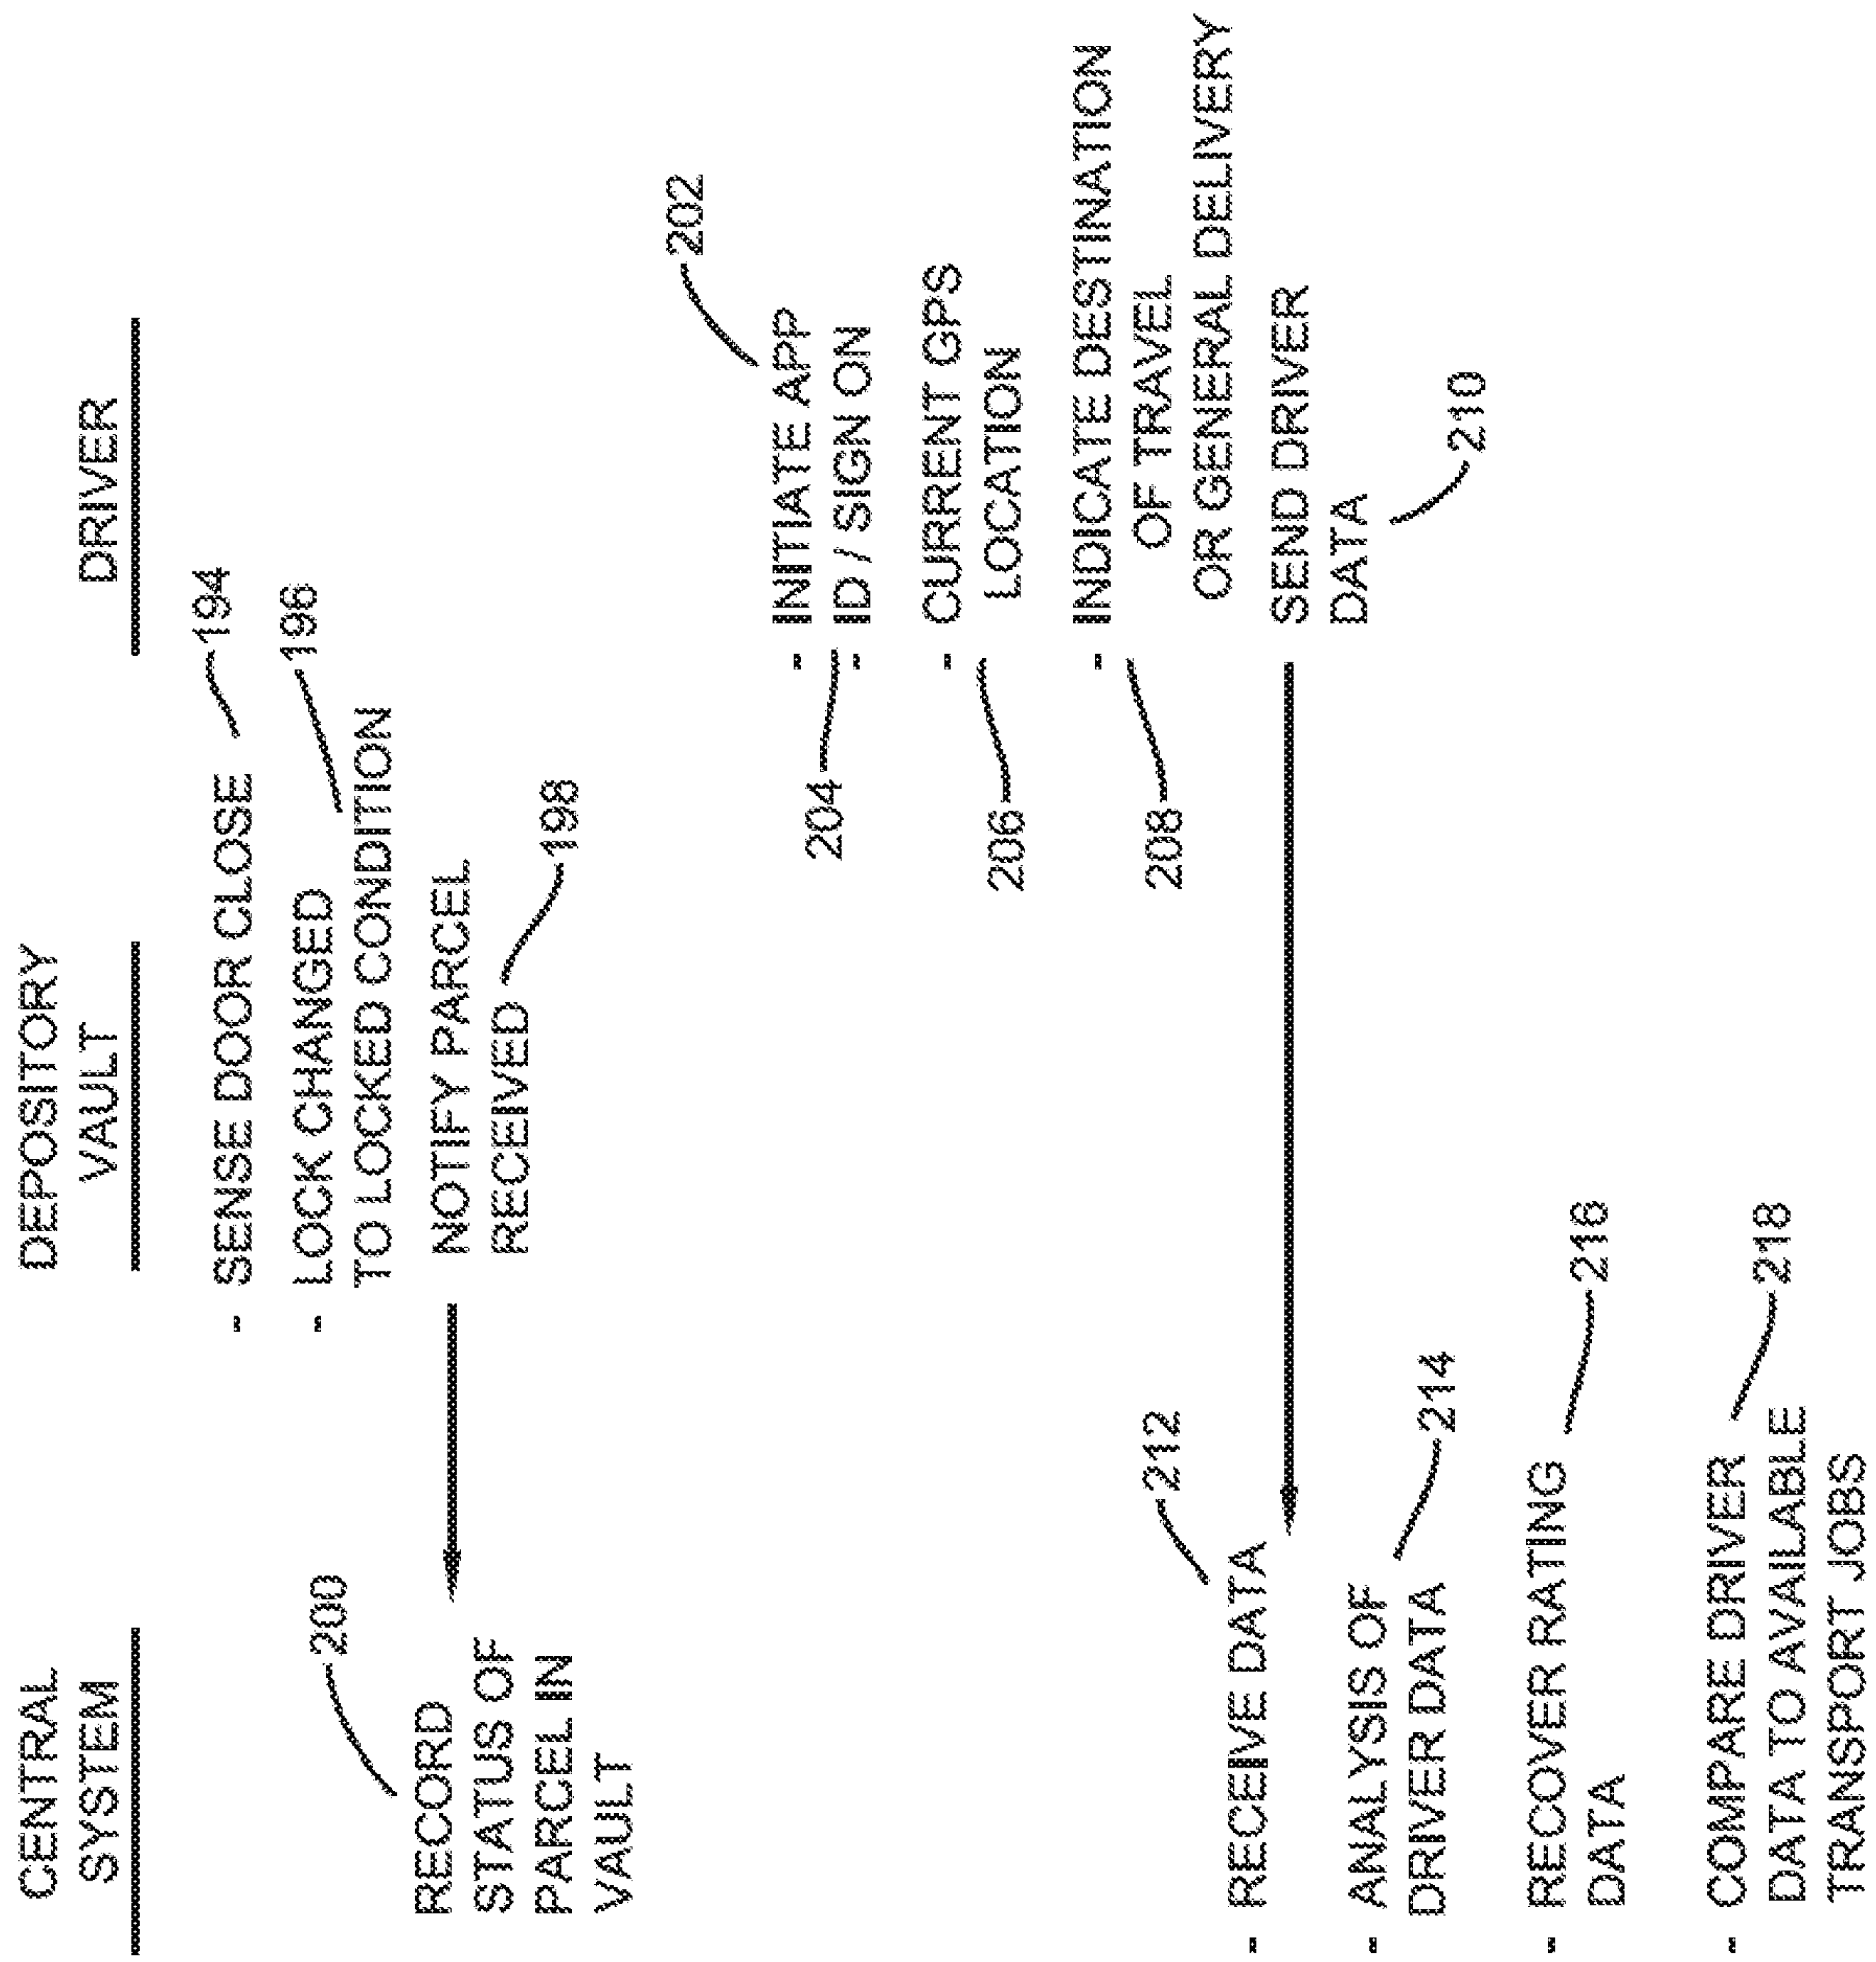 CENTRAL
SYSTEM
DEPOSITORY
VAULT
DRIVER
- SENSE DOOR CLOSE
194
- LOCK CHANGED
TO LOCKED CONDITION
196
NOTIFY PARCEL
RECEIVED
198
200
RECORD
STATUS OF
PARCEL IN
VAULT
202
- INITIATE APP
204
- ID / SIGN ON
- CURRENT GPS
LOCATION
206
- INDICATE DESTINATION
OF TRAVEL
OR GENERAL DELIVERY
208
SEND DRIVER
DATA
210
212
- RECEIVE DATA
- ANALYSIS OF
DRIVER DATA
214
- RECOVER RATING
DATA
216
- COMPARE DRIVER
DATA TO AVAILABLE
TRANSPORT JOBS
218